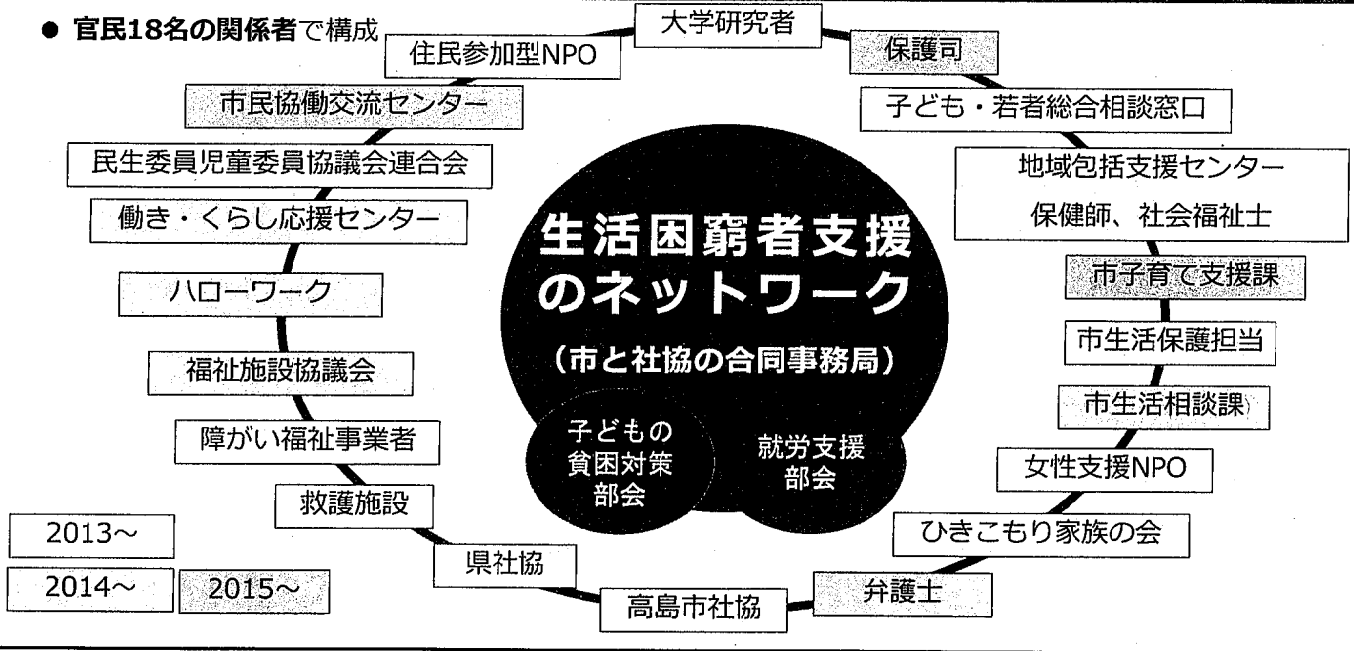 ● 官民18名の関係者で構成
大学研究者
保護司
子ども・若者総合相談窓口
地域包括支援センター
保健師、社会福祉士
市子育て支援課
市生活保護担当
市生活相談課
女性支援NPO
ひきこもり家族の会
弁護士
高島市社協
県社協
救護施設
障がい福祉事業者
福祉施設協議会
ハローワーク
働き・くらし応援センター
民生委員児童委員協議会連合会
市民協働交流センター
住民参加型NPO
生活困窮者支援
のネットワーク
（市と社協の合同事務局）
子どもの
貧困対策
部会
就労支援
部会
2013～
2014～
2015～